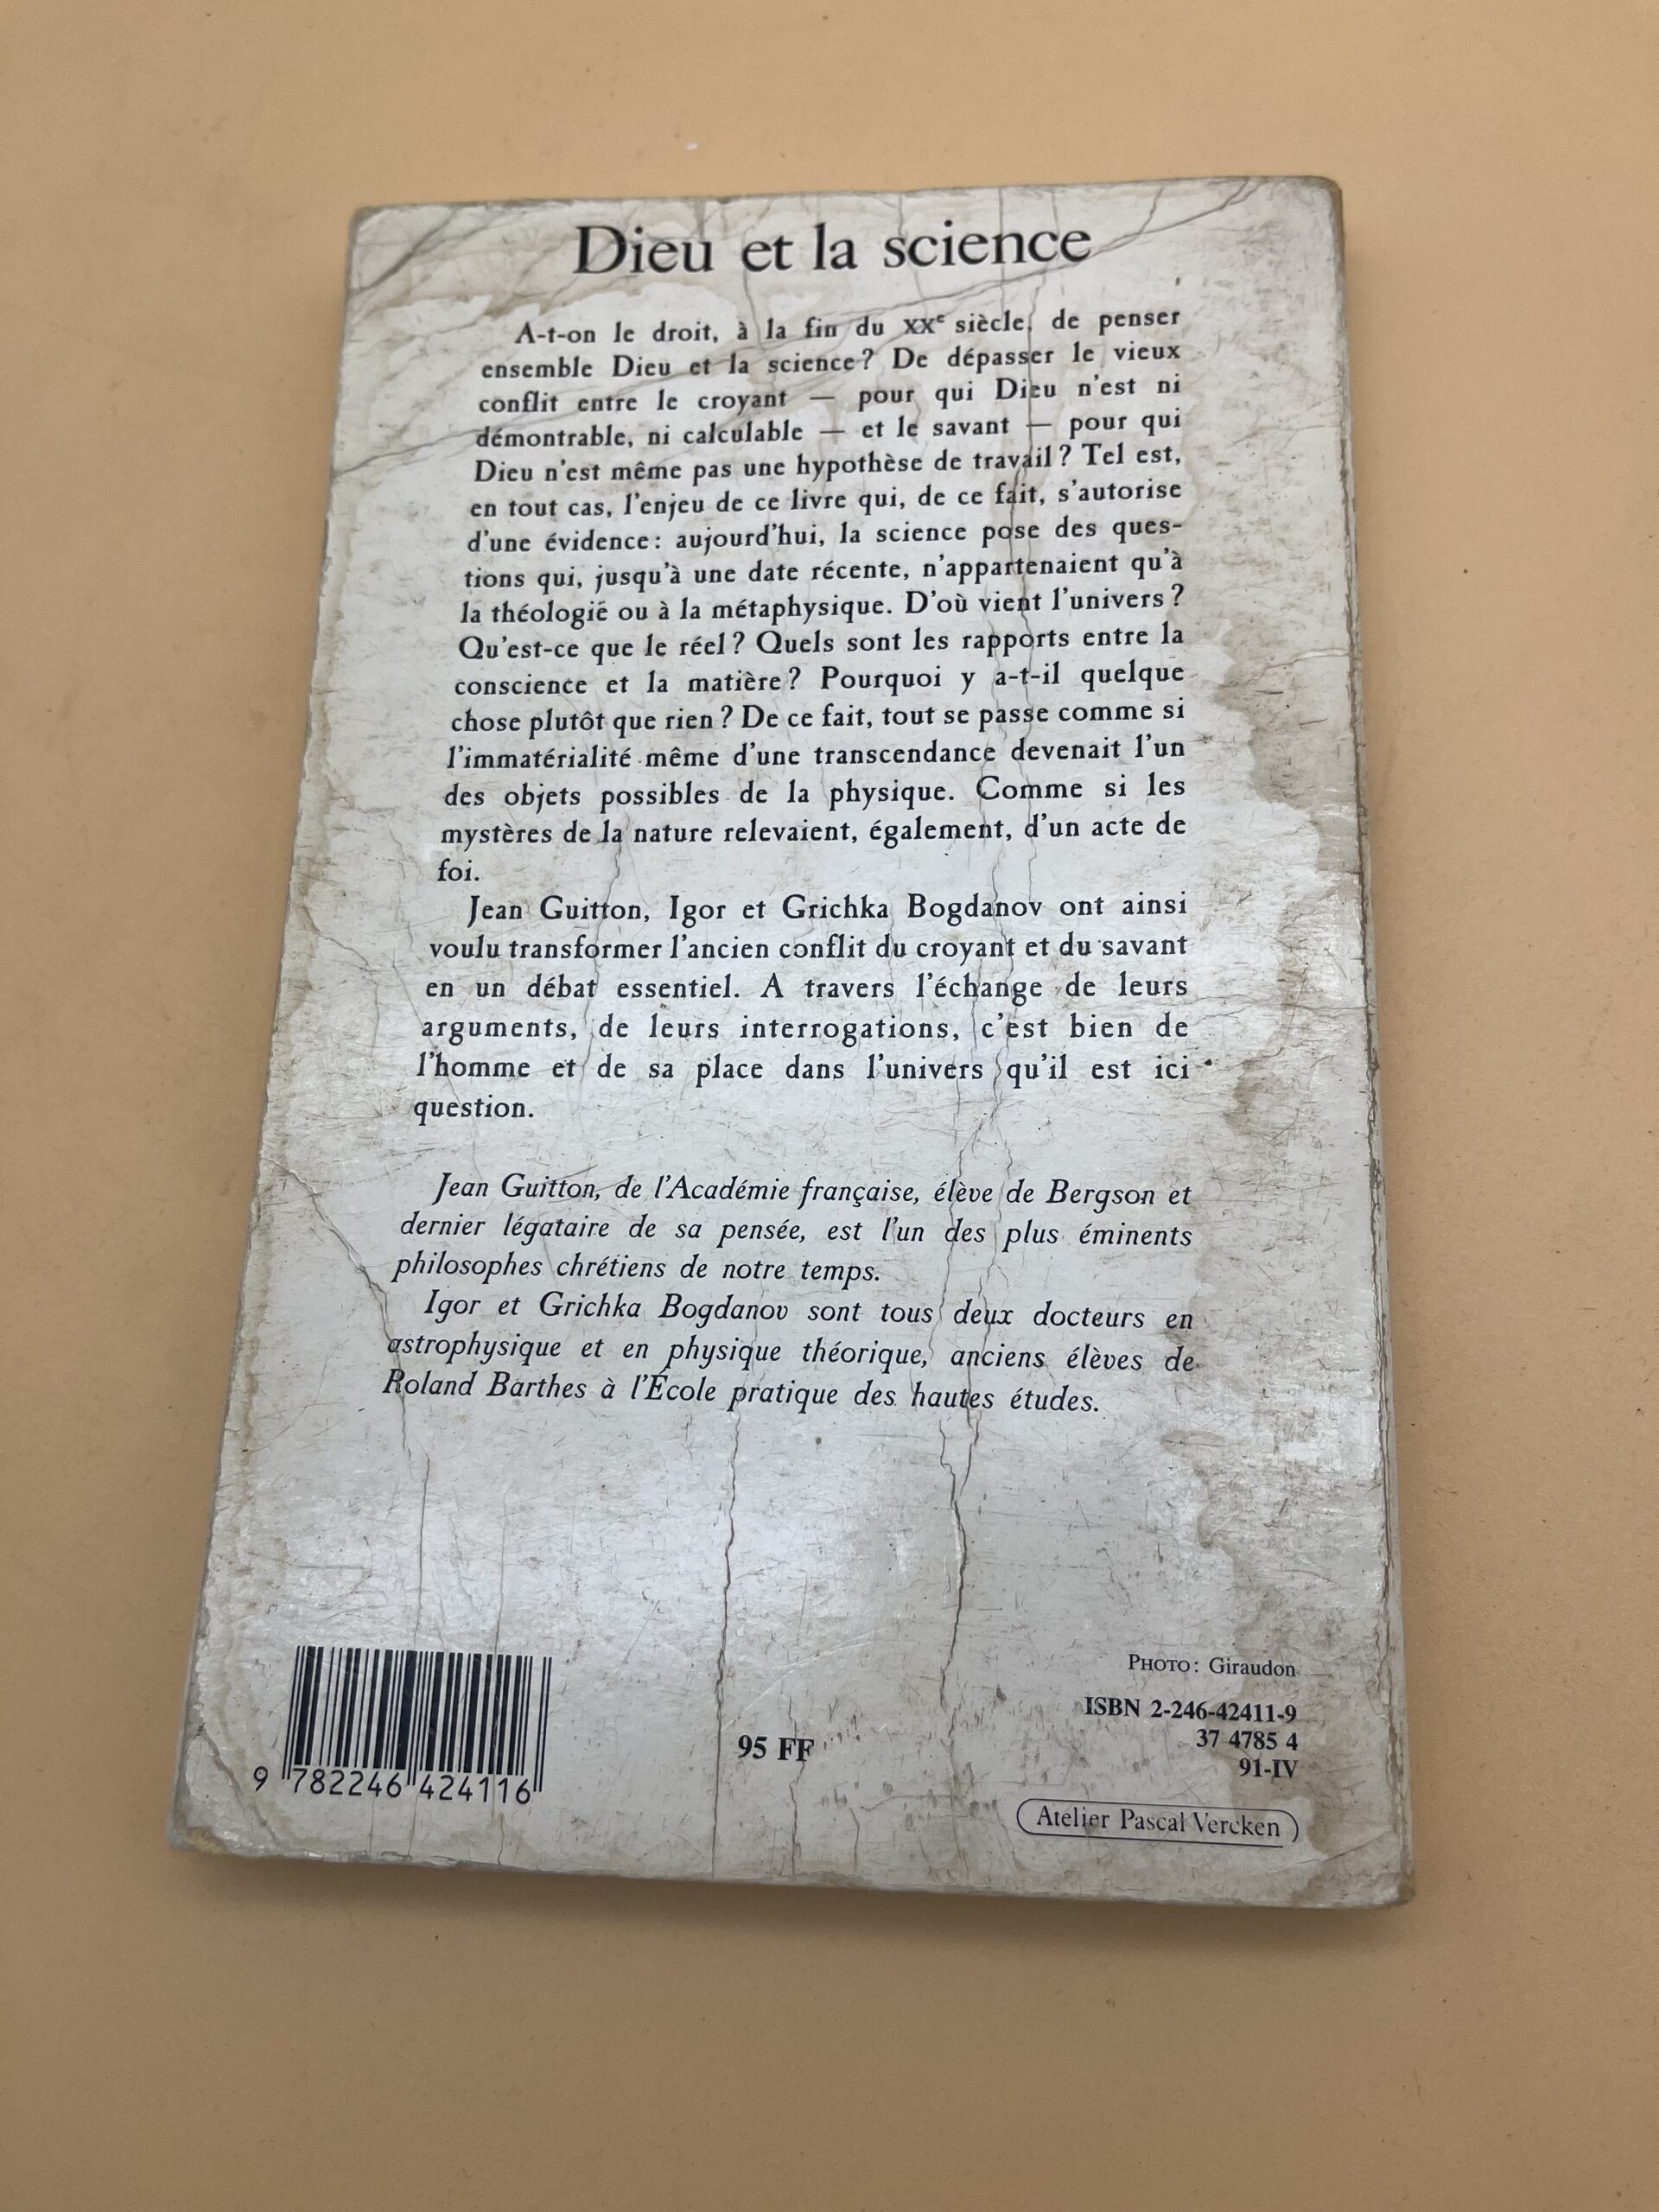 Dieu et la science
A-t-on le droit, à la fin du XXe siècle, de penser
ensemble Dieu et la science ? De dépasser le vieux
conflit entre le croyant — pour qui Dieu n'est ni
démontrable, ni calculable — et le savant — pour qui
Dieu n'est même pas une hypothèse de travail ? Tel est,
en tout cas, l'enjeu de ce livre qui, de ce fait, s'autorise
d'une évidence : aujourd'hui, la science pose des ques-
tions qui, jusqu'à une date récente, n'appartenaient qu'à
la théologie ou à la métaphysique. D'où vient l'univers ?
Qu'est-ce que le réel ? Quels sont les rapports entre la
conscience et la matière ? Pourquoi y a-t-il quelque
chose plutôt que rien ? De ce fait, tout se passe comme si
l'immatérialité même d'une transcendance devenait l'un
des objets possibles de la physique. Comme si les
mystères de la nature relevaient, également, d'un acte de
foi.
Jean Guitton, Igor et Grichka Bogdanov ont ainsi
voulu transformer l'ancien conflit du croyant et du savant
en un débat essentiel. A travers l'échange de leurs
arguments, de leurs interrogations, c'est bien de
l'homme et de sa place dans l'univers qu'il est ici
question.
Jean Guitton, de l'Académie française, élève de Bergson et
dernier légataire de sa pensée, est l'un des plus éminents
philosophes chrétiens de notre temps.
Igor et Grichka Bogdanov sont tous deux docteurs en
astrophysique et en physique théorique, anciens élèves de
Roland Barthes à l'École pratique des hautes études.
9 782246 424116
95 FF
PHOTO : Giraudon
ISBN 2-246-42411-9
37 4785 4
91-IV
Atelier Pascal Vercken